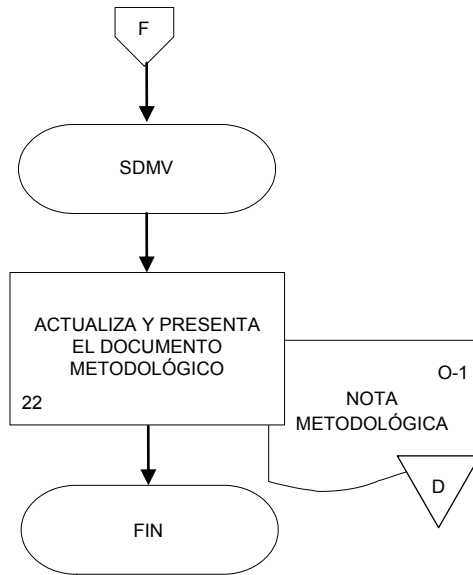 F
SDMV
ACTUALIZA Y PRESENTA
EL DOCUMENTO
METODOLÓGICO
22
O-1
NOTA
METODOLÓGICA
D
FIN